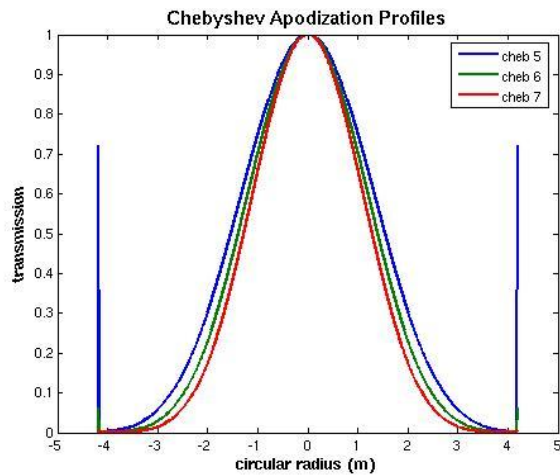 Chebyshev Apodization Profiles
1
0.9
0.8
0.7
0.6
0.5
0.4
0.3
0.2
0.1
0
transmission
cheb 5
cheb 6
cheb 7
-5 -4 -3 -2 -1 0 1 2 3 4 5
circular radius (m)